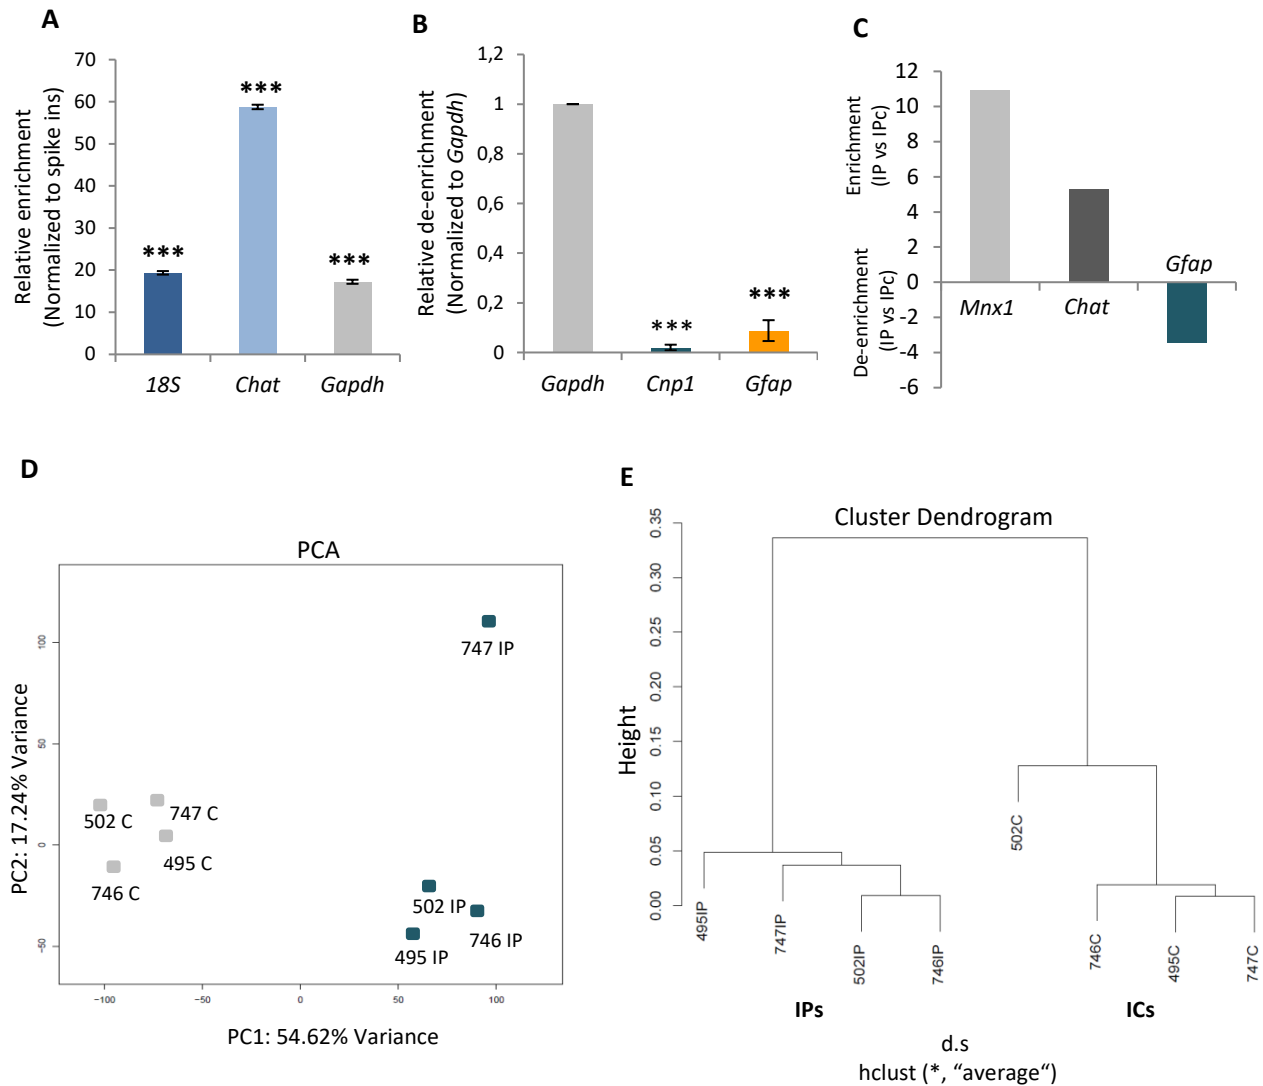 A
Relative enrichment
(Normalized to spike ins)
70
60
50
40
30
20
10
0
***
***
***
18S
Chat
Gapdh
B
Relative de-enrichment
(Normalized to Gapdh)
1,2
1
0,8
0,6
0,4
0,2
0
***
***
Gapdh
Cnp1
Gfap
C
Enrichment
(IP vs IPc)
De-enrichment
(IP vs IPc)
12
10
8
6
4
2
0
-2
-4
-6
Mnx1
Chat
Gfap
D
PCA
PC2: 17.24% Variance
100
50
0
-50
747 IP
502 C
747 C
495 C
746 C
502 IP
746 IP
495 IP
-100
-50
0
50
100
PC1: 54.62% Variance
E
Cluster Dendrogram
Height
0.35
0.30
0.25
0.20
0.15
0.10
0.05
0.00
495IP
747IP
502IP
746IP
502C
746C
495C
747C
IPs
ICs
d.s
hclust (*, “average“)